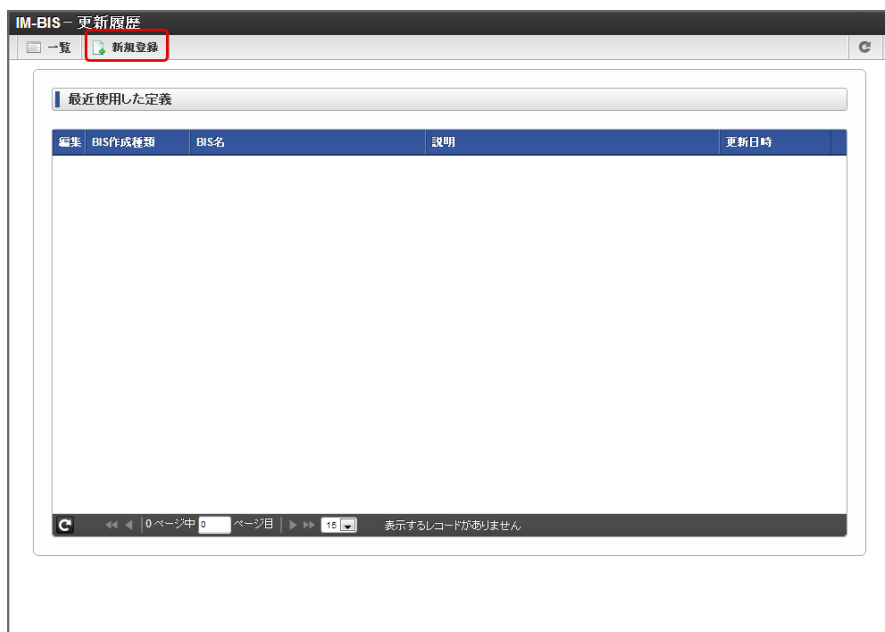 IM-BIS－更新履歴
一覧 新規登録
最近使用した定義
編集 BIS作成種類 BIS名 説明 更新日時
0 ページ中 0 ページ目 15 表示するレコードがありません